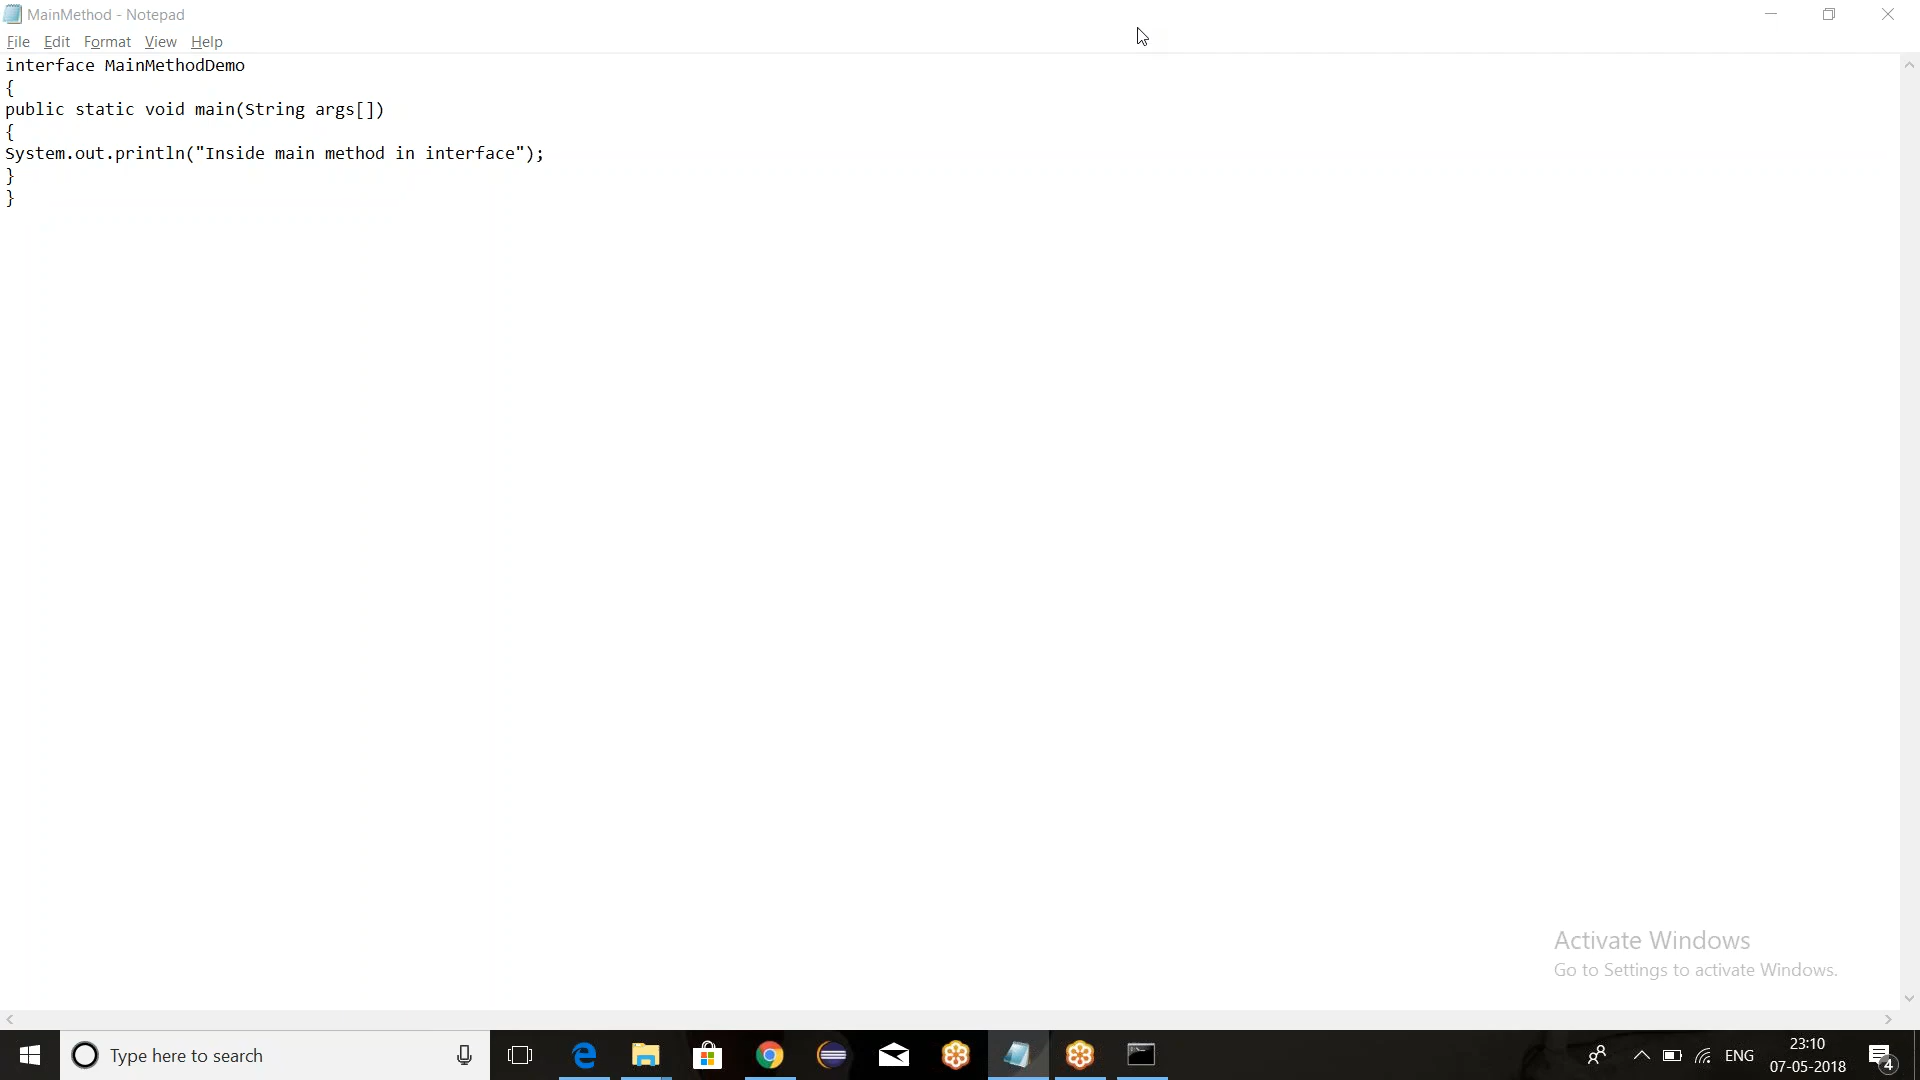 MainMethod - Notepad
File Edit Format View Help
interface MainMethodDemo
{
public static void main(String args[])
{
System.out.println("Inside main method in interface");
}
}
Activate Windows
Go to Settings to activate Windows.
Type here to search
ENG
23:10
07-05-2018
4